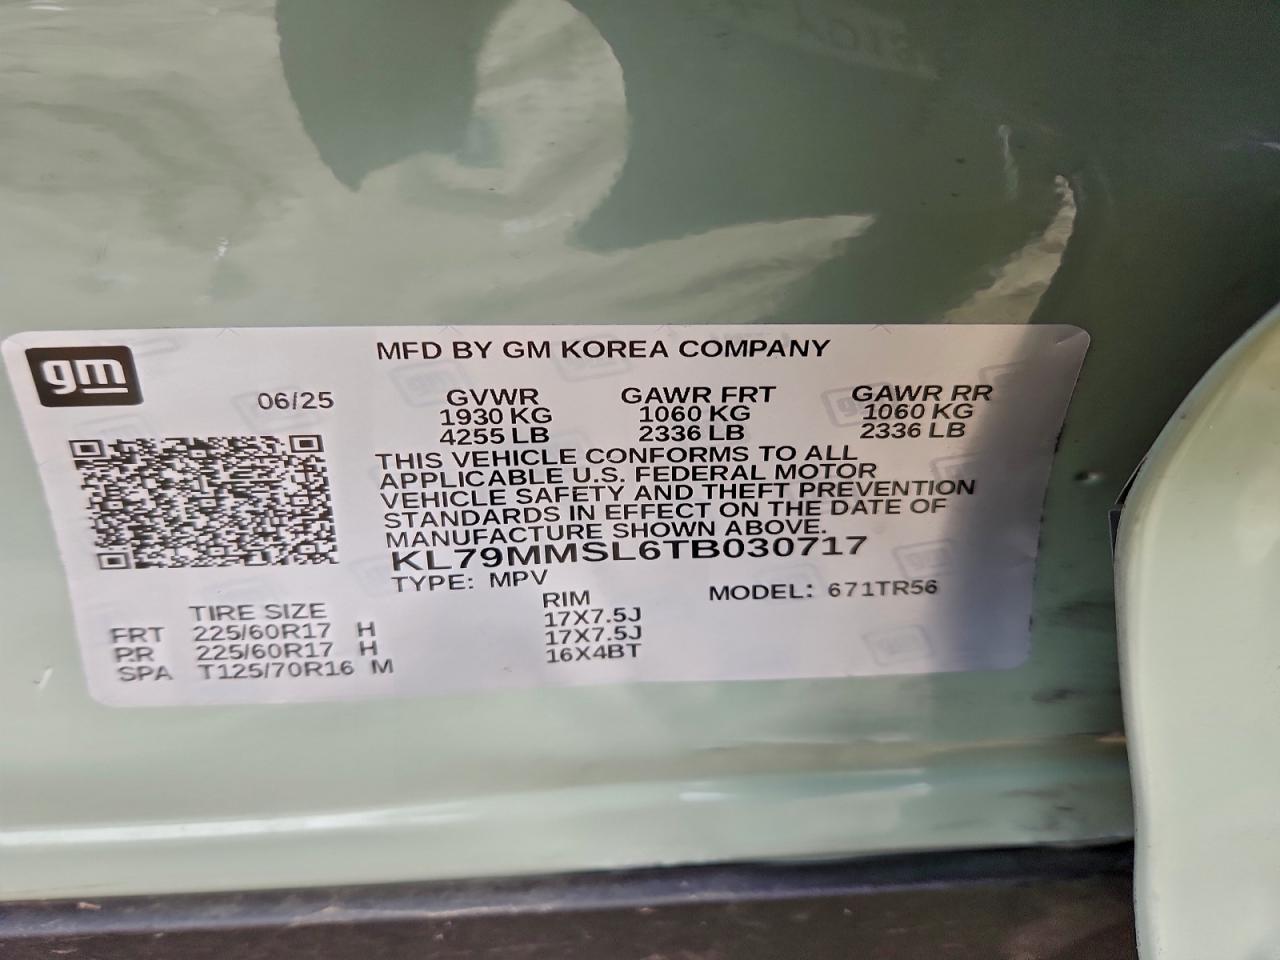 MFD BY GM KOREA COMPANY
gm
06/25
GVWR GAWR FRT GAWR RR
1930 KG 1060 KG 1060 KG
4255 LB 2336 LB 2336 LB
THIS VEHICLE CONFORMS TO ALL
APPLICABLE U.S. FEDERAL MOTOR
VEHICLE SAFETY AND THEFT PREVENTION
STANDARDS IN EFFECT ON THE DATE OF
MANUFACTURE SHOWN ABOVE.
KL79MMSL6TB030717
TYPE: MPV MODEL: 671TR56
TIRE SIZE RIM
FRT 225/60R17 H 17X7.5J
RR 225/60R17 H 17X7.5J
SPA T125/70R16 M 16X4BT